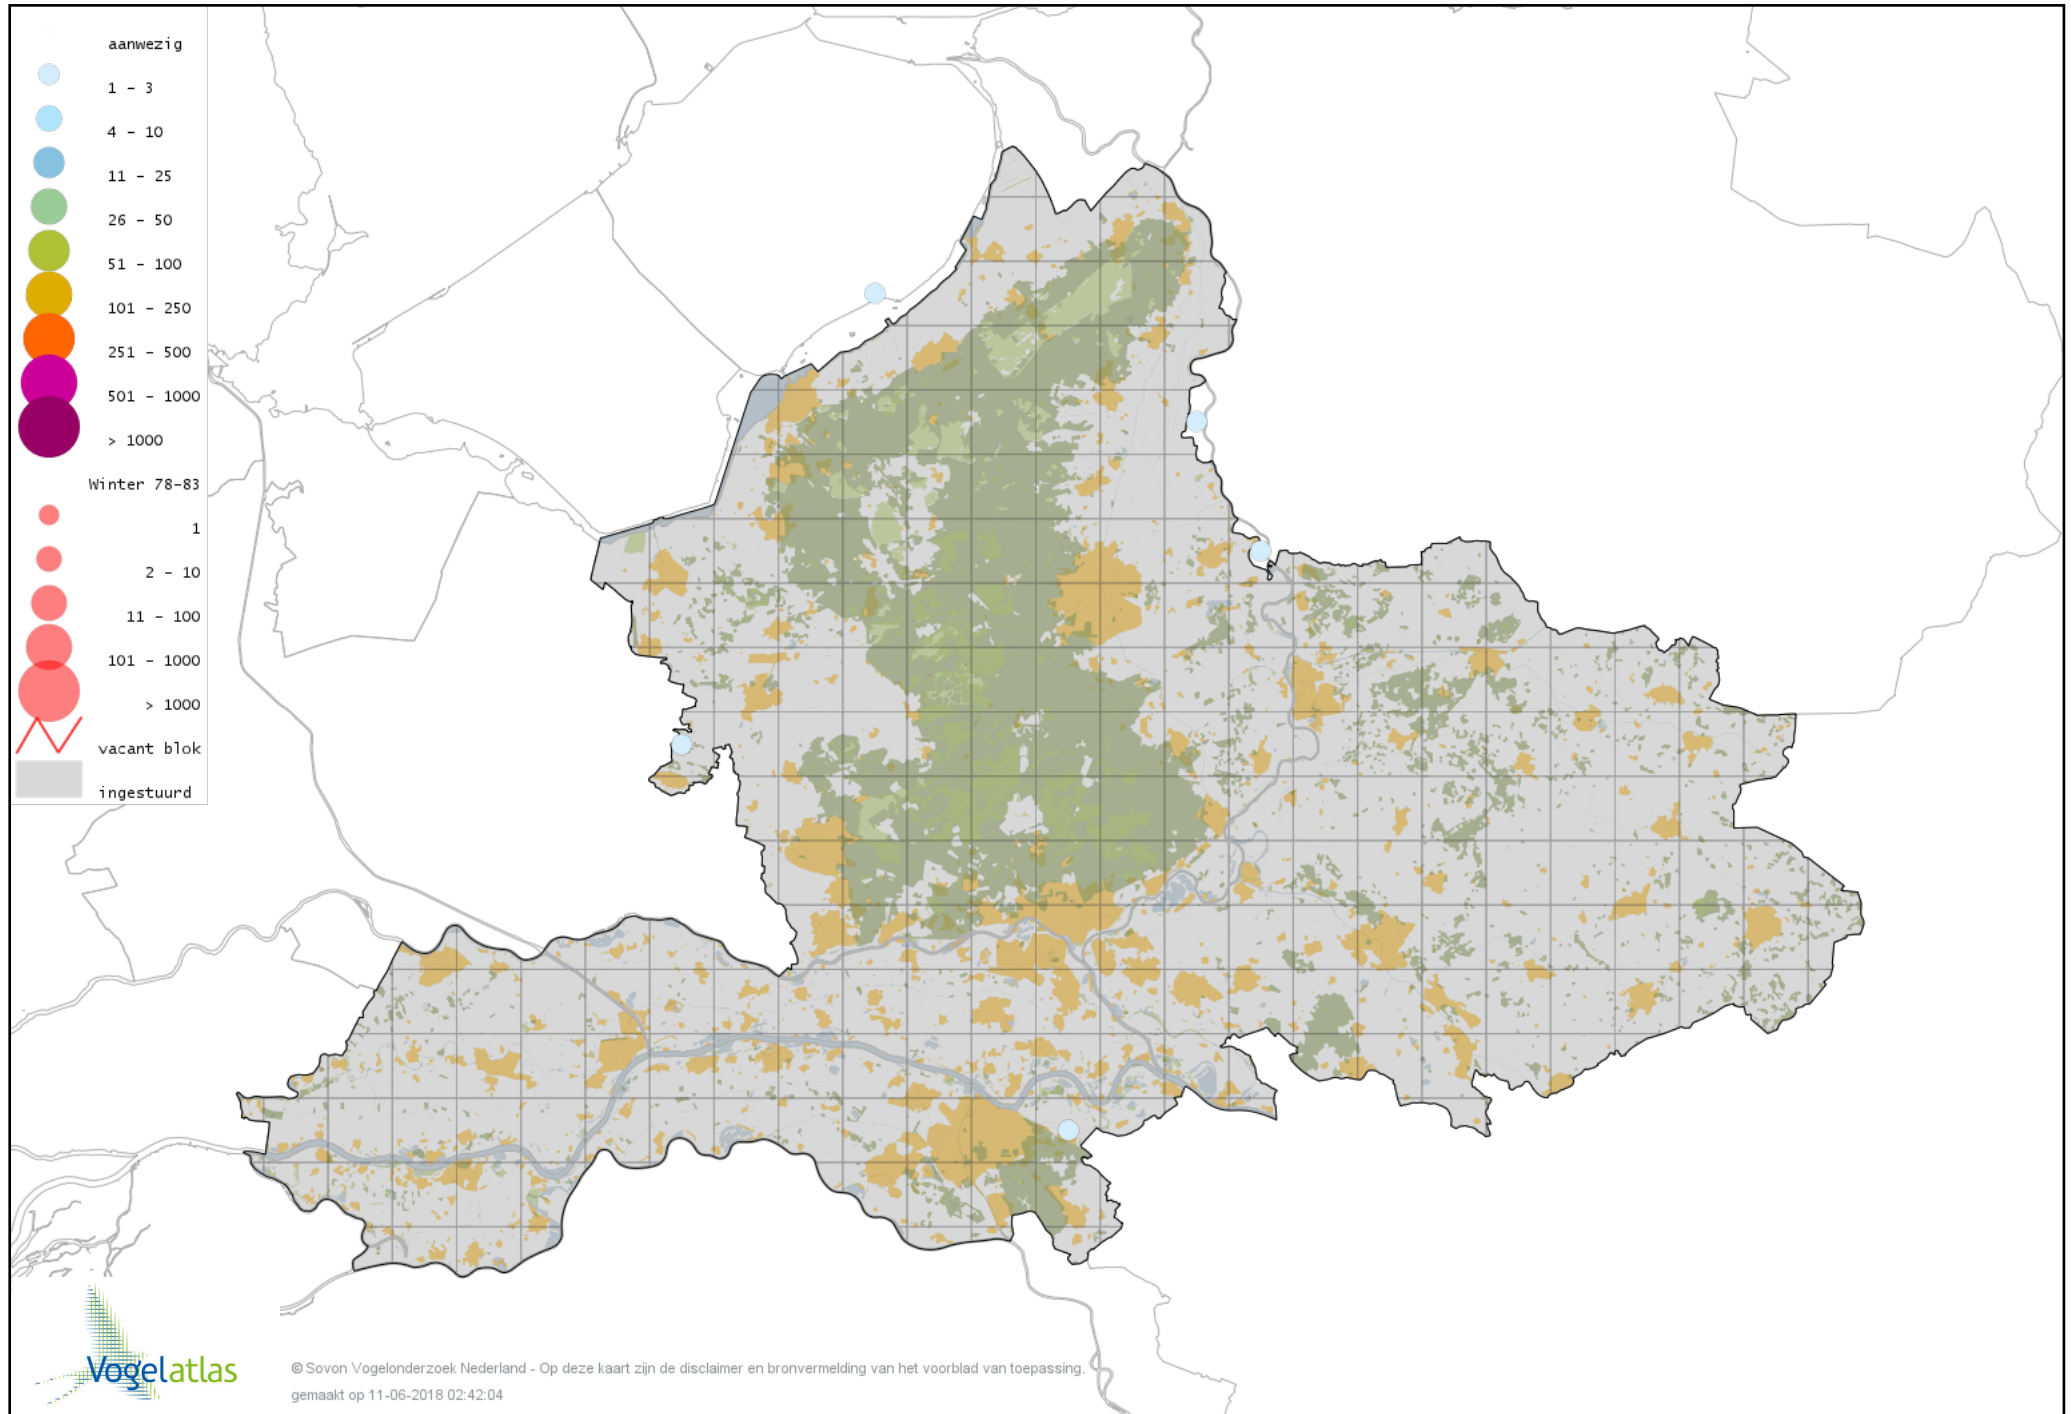 aanwezig
1 - 3
4 - 10
11 - 25
26 - 50
51 - 100
101 - 250
251 - 500
501 - 1000
> 1000
Winter 78-83
1
2 - 10
11 - 100
101 - 1000
> 1000
vacant blok
ingestuurd
Vogelatlas
© Sovon Vogelonderzoek Nederland - Op deze kaart zijn de disclaimer en bronvermelding van het voorblad van toepassing.
gemaakt op 11-06-2018 02:42:04